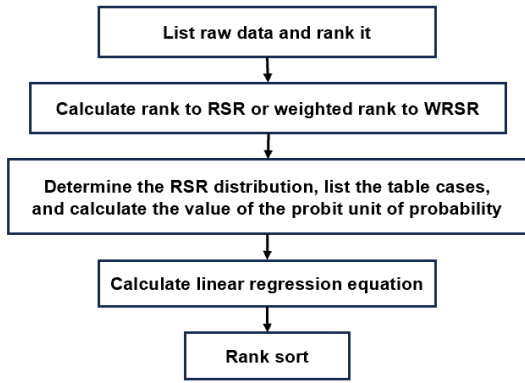 List raw data and rank it
Calculate rank to RSR or weighted rank to WRSR
Determine the RSR distribution, list the table cases,
and calculate the value of the probit unit of probability
Calculate linear regression equation
Rank sort